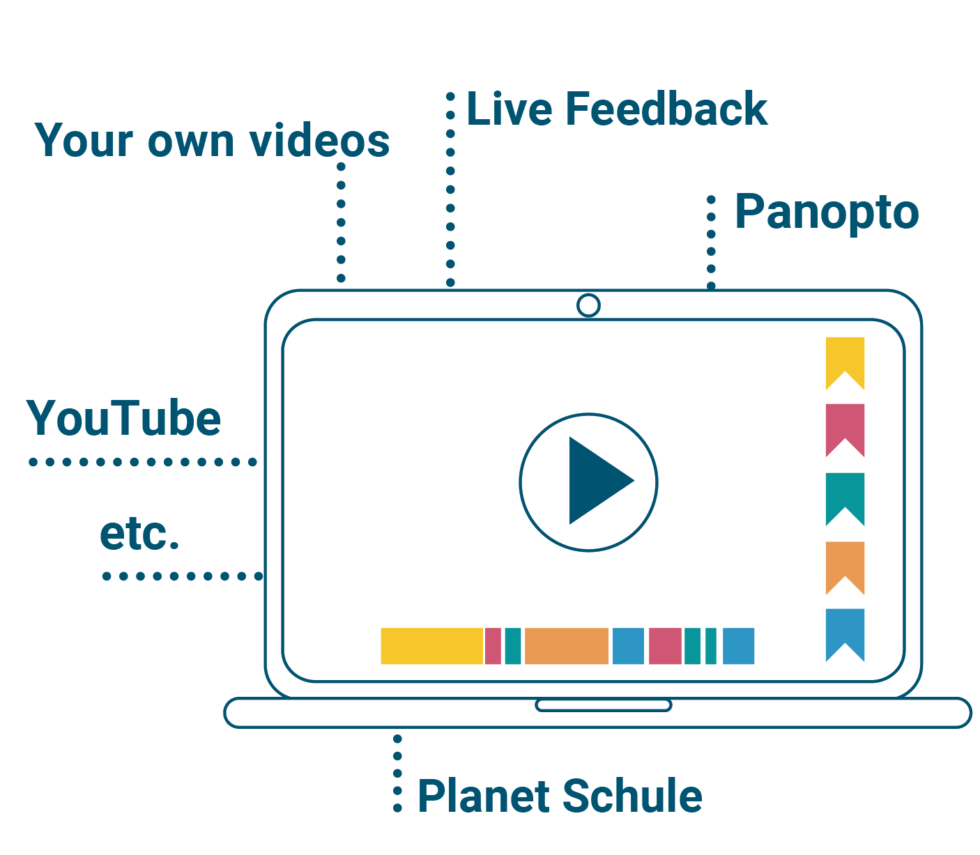 Live Feedback
Your own videos
Panopto
YouTube
etc.
Planet Schule